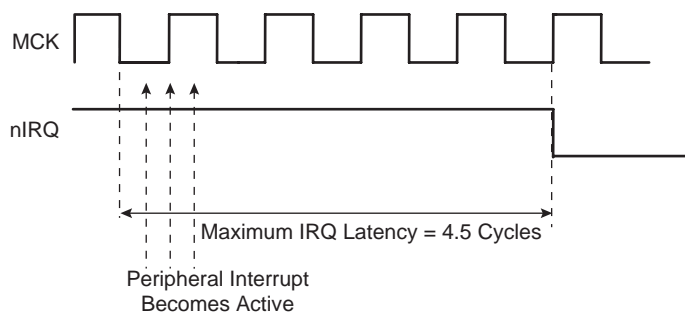 MCK
nIRQ
Maximum IRQ Latency = 4.5 Cycles
Peripheral Interrupt
Becomes Active